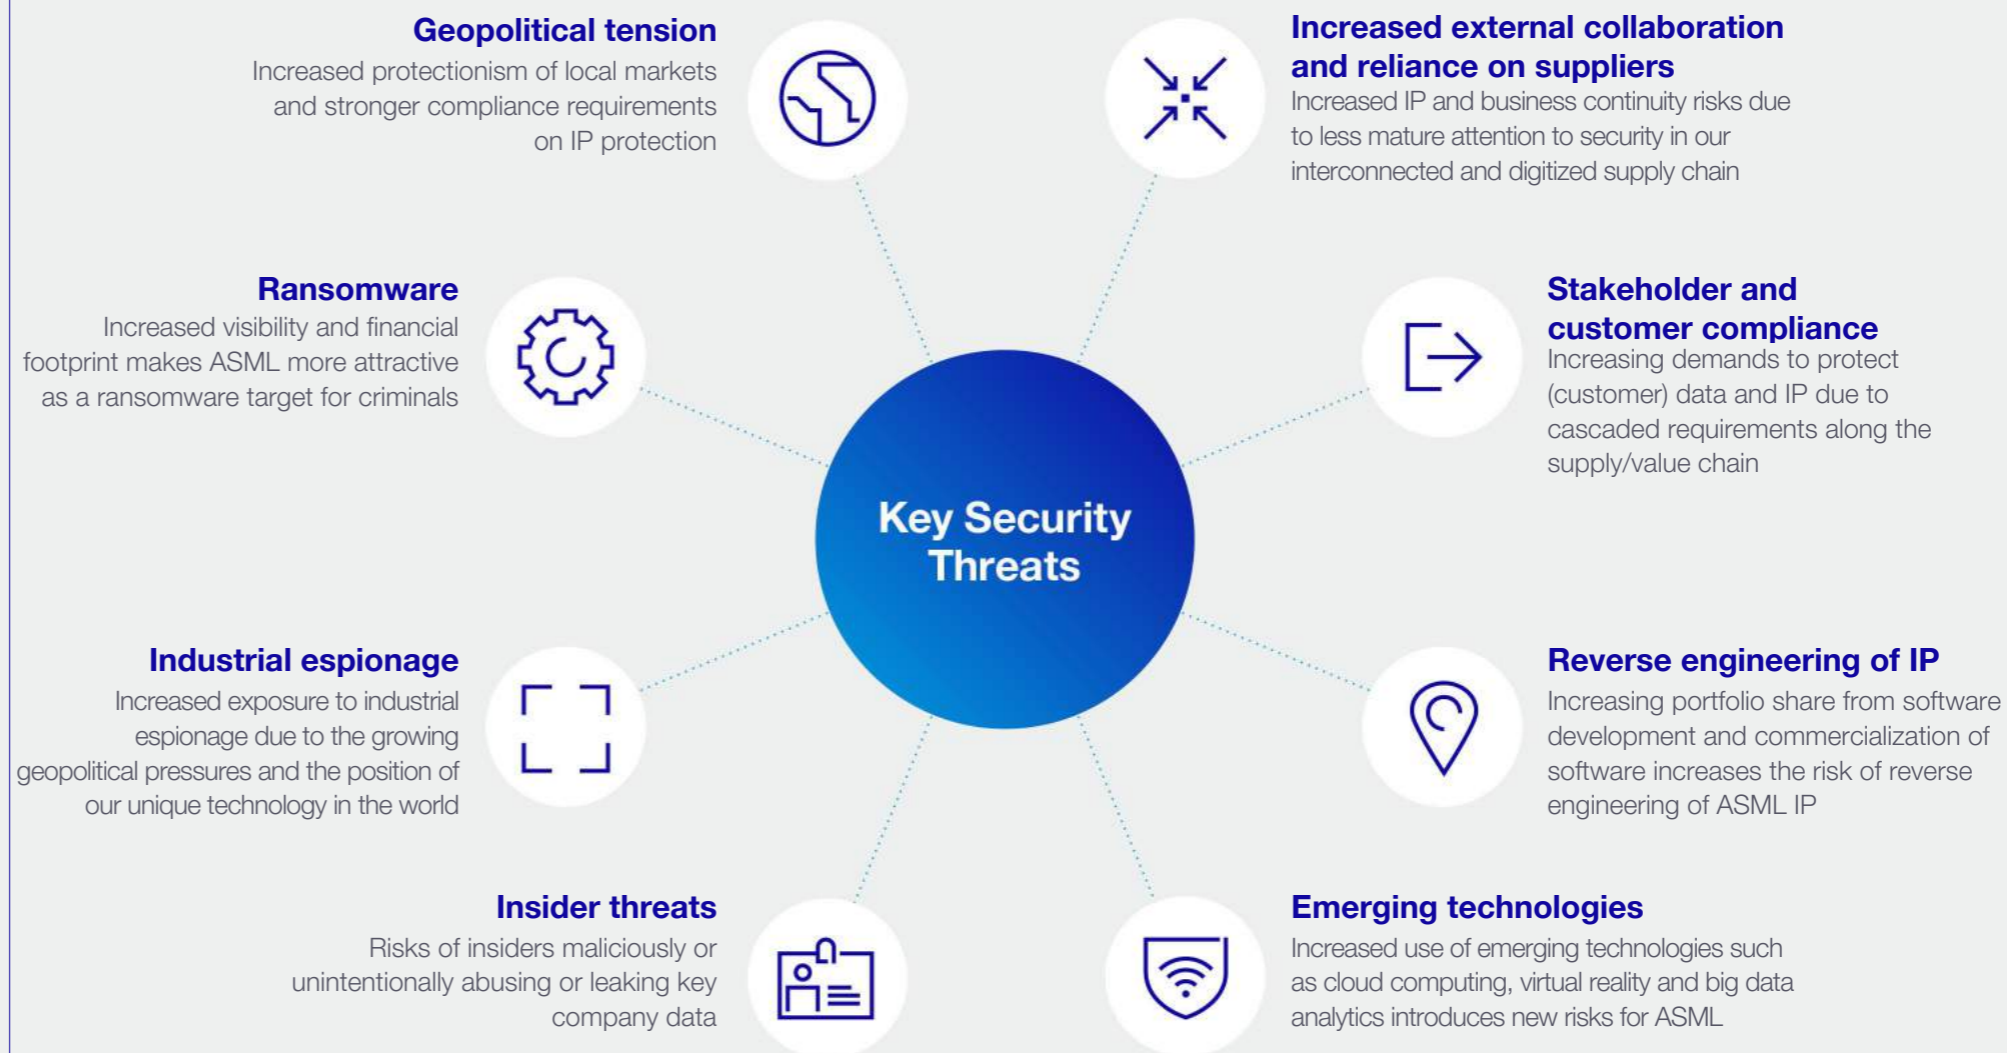 Geopolitical tension
Increased protectionism of local markets
and stronger compliance requirements
on IP protection
Increased external collaboration
and reliance on suppliers
Increased IP and business continuity risks due
to less mature attention to security in our
interconnected and digitized supply chain
Ransomware
Increased visibility and financial
footprint makes ASML more attractive
as a ransomware target for criminals
Stakeholder and
customer compliance
Increasing demands to protect
(customer) data and IP due to
cascaded requirements along the
supply/value chain
Key Security
Threats
Industrial espionage
Increased exposure to industrial
espionage due to the growing
geopolitical pressures and the position of
our unique technology in the world
Reverse engineering of IP
Increasing portfolio share from software
development and commercialization of
software increases the risk of reverse
engineering of ASML IP
Insider threats
Risks of insiders maliciously or
unintentionally abusing or leaking key
company data
Emerging technologies
Increased use of emerging technologies such
as cloud computing, virtual reality and big data
analytics introduces new risks for ASML